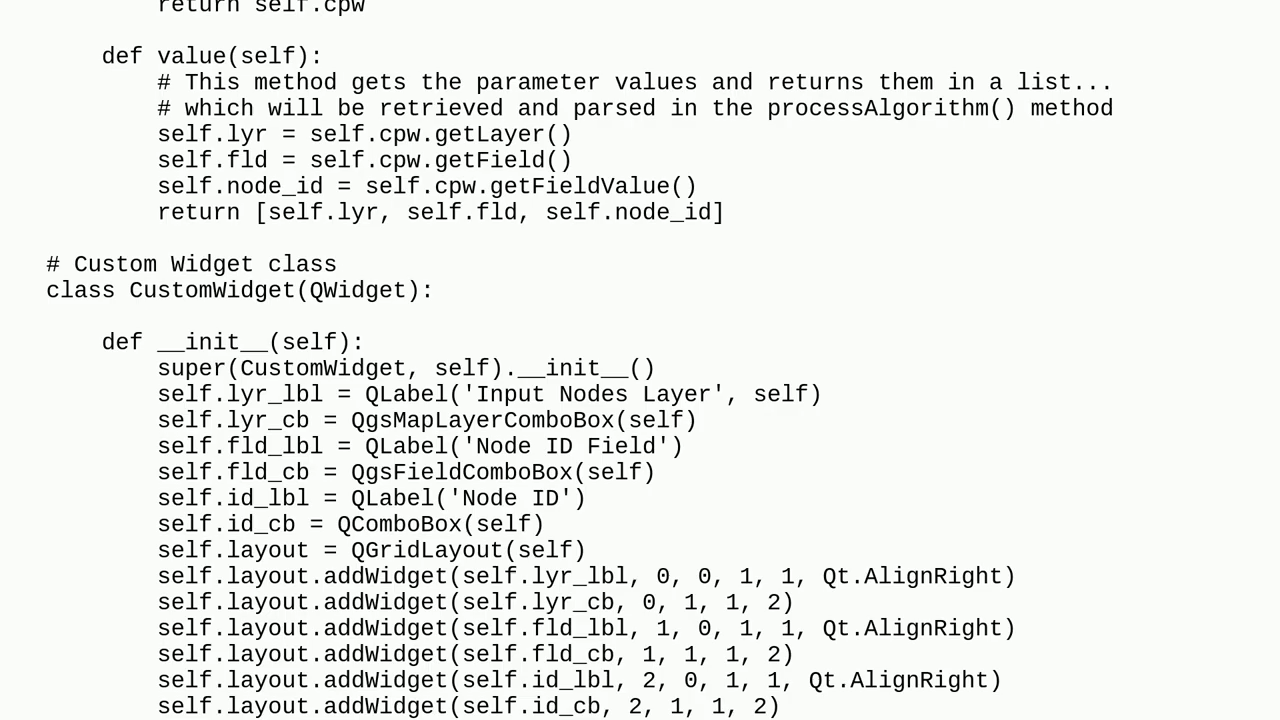 return self.cpw

    def value(self):
        # This method gets the parameter values and returns them in a list...
        # which will be retrieved and parsed in the processAlgorithm() method
        self.lyr = self.cpw.getLayer()
        self.fld = self.cpw.getField()
        self.node_id = self.cpw.getFieldValue()
        return [self.lyr, self.fld, self.node_id]

# Custom Widget class
class CustomWidget(QWidget):

    def __init__(self):
        super(CustomWidget, self).__init__()
        self.lyr_lbl = QLabel('Input Nodes Layer', self)
        self.lyr_cb = QgsMapLayerComboBox(self)
        self.fld_lbl = QLabel('Node ID Field')
        self.fld_cb = QgsFieldComboBox(self)
        self.id_lbl = QLabel('Node ID')
        self.id_cb = QComboBox(self)
        self.layout = QGridLayout(self)
        self.layout.addWidget(self.lyr_lbl, 0, 0, 1, 1, Qt.AlignRight)
        self.layout.addWidget(self.lyr_cb, 0, 1, 1, 2)
        self.layout.addWidget(self.fld_lbl, 1, 0, 1, 1, Qt.AlignRight)
        self.layout.addWidget(self.fld_cb, 1, 1, 1, 2)
        self.layout.addWidget(self.id_lbl, 2, 0, 1, 1, Qt.AlignRight)
        self.layout.addWidget(self.id_cb, 2, 1, 1, 2)